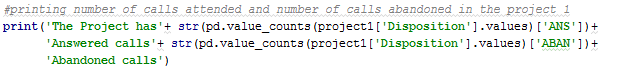 #printing number of calls attended and number of calls abandoned in the project 1
print('The Project has'+ str(pd.value_counts(project1['Disposition'].values)['ANS'])+
'Answered calls'+ str(pd.value_counts(project1['Disposition'].values)['ABAN'])+
'Abandoned calls')